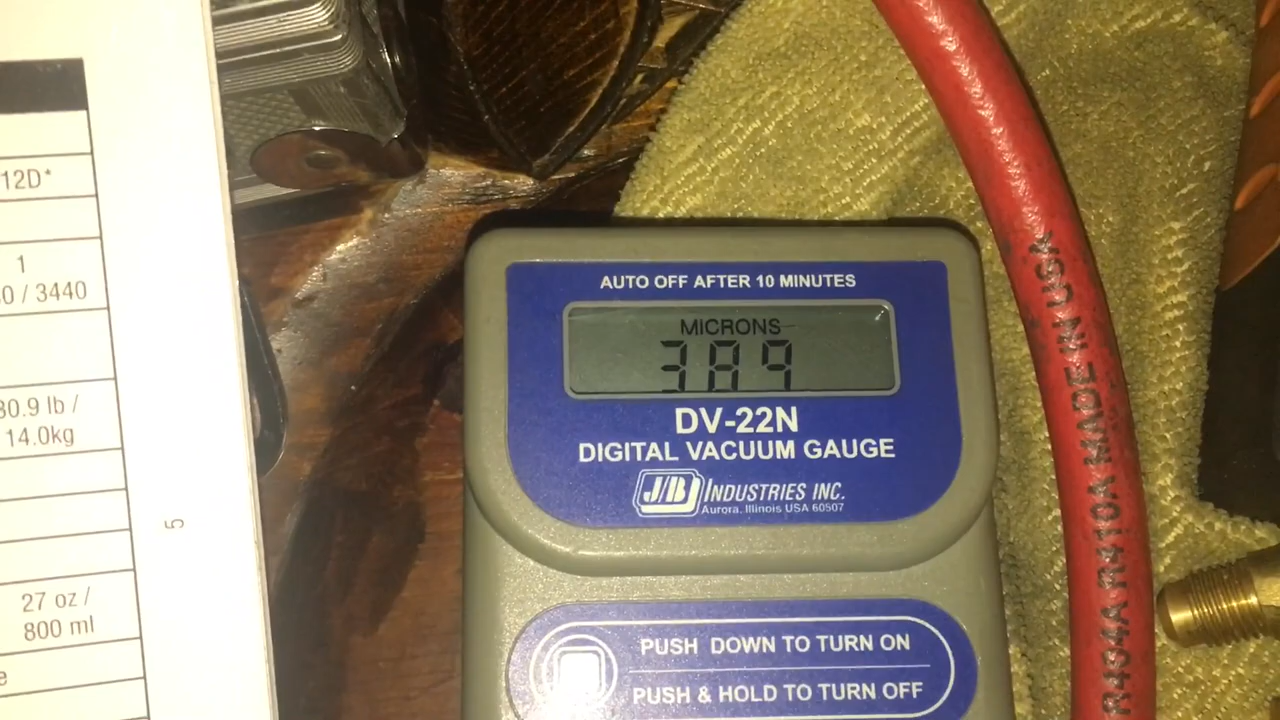 12D*
1
0 / 3440
30.9 lb /
14.0kg
27 oz /
800 ml
e
5
AUTO OFF AFTER 10 MINUTES
MICRONS
389
DV-22N
DIGITAL VACUUM GAUGE
J/B INDUSTRIES INC.
Aurora, Illinois USA 60507
PUSH DOWN TO TURN ON
PUSH & HOLD TO TURN OFF
R404A R410A MADE IN USA